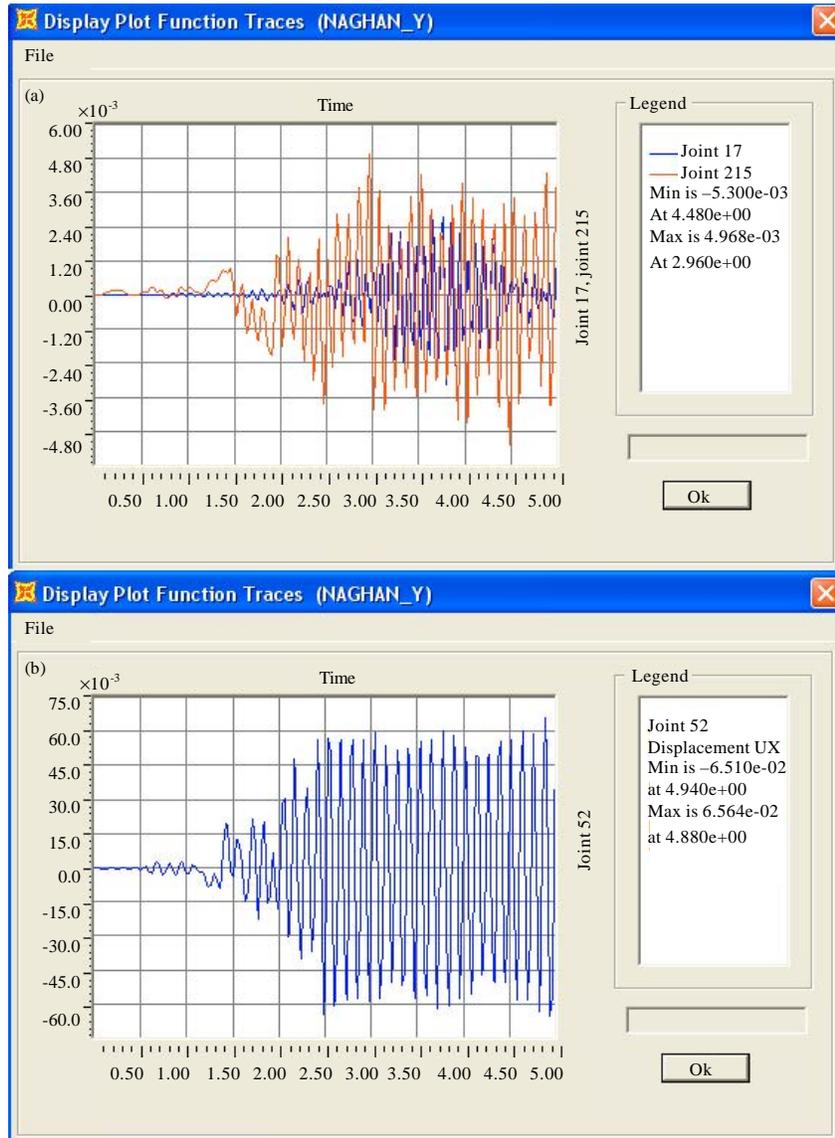 Display Plot Function Traces (NAGHAN_Y)
File
(a)
×10-3
Time
6.00
4.80
3.60
2.40
1.20
0.00
-1.20
-2.40
-3.60
-4.80
0.50 1.00 1.50 2.00 2.50 3.00 3.50 4.00 4.50 5.00
Joint 17, joint 215
Legend
Joint 17
Joint 215
Min is –5.300e-03
At 4.480e+00
Max is 4.968e-03
At 2.960e+00
Ok
Display Plot Function Traces (NAGHAN_Y)
File
(b)
×10-3
Time
75.0
60.0
45.0
30.0
15.0
0.0
-15.0
-30.0
-45.0
-60.0
0.50 1.00 1.50 2.00 2.50 3.00 3.50 4.00 4.50 5.00
Joint 52
Legend
Joint 52
Displacement UX
Min is –6.510e-02
at 4.940e+00
Max is 6.564e-02
at 4.880e+00
Ok